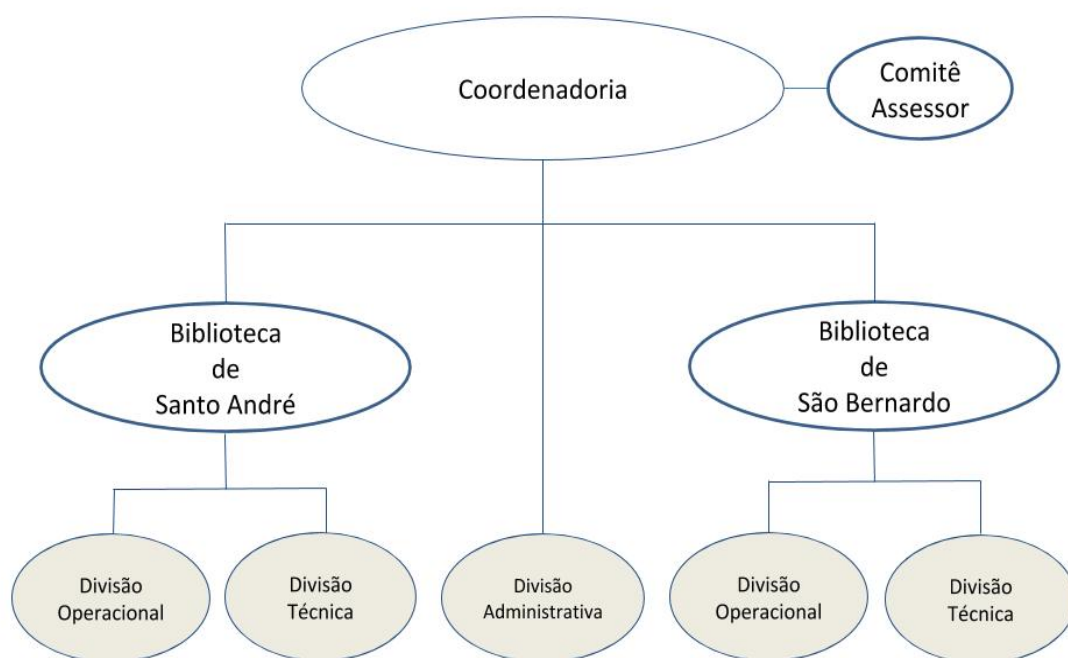 Coordenadoria
Comitê
Assessor
Biblioteca
de
Santo André
Biblioteca
de
São Bernardo
Divisão
Operacional
Divisão
Técnica
Divisão
Administrativa
Divisão
Operacional
Divisão
Técnica